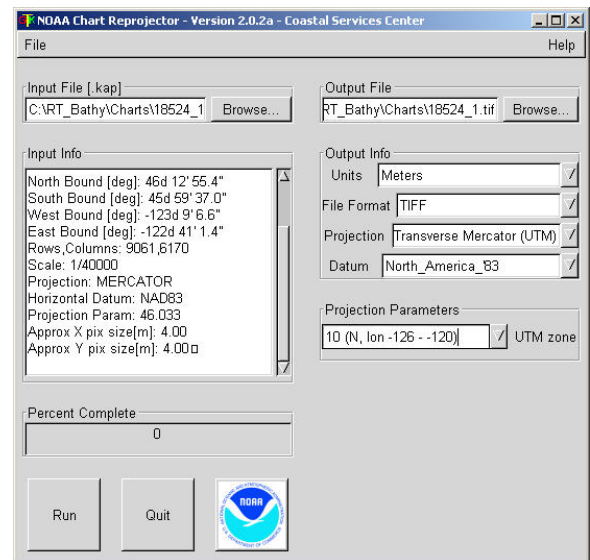 NOAA Chart Reprojector - Version 2.0.2a - Coastal Services Center
File
Help
Input File [.kap]
C:\RT_Bathy\Charts\18524_1
Browse...
Output File
RT_Bathy\Charts\18524_1.tif
Browse...
Input Info
North Bound [deg]: 46d 12' 55.4"
South Bound [deg]: 45d 59' 37.0"
West Bound [deg]: -123d 9' 6.6"
East Bound [deg]: -122d 41' 1.4"
Rows,Columns: 9061,6170
Scale: 1/40000
Projection: MERCATOR
Horizontal Datum: NAD83
Projection Param: 46.033
Approx X pix size[m]: 4.00
Approx Y pix size[m]: 4.00
Output Info
Units Meters
File Format TIFF
Projection Transverse Mercator (UTM)
Datum North_America_'83
Projection Parameters
10 (N, lon -126 - -120) UTM zone
Percent Complete
0
Run
Quit
NOAA